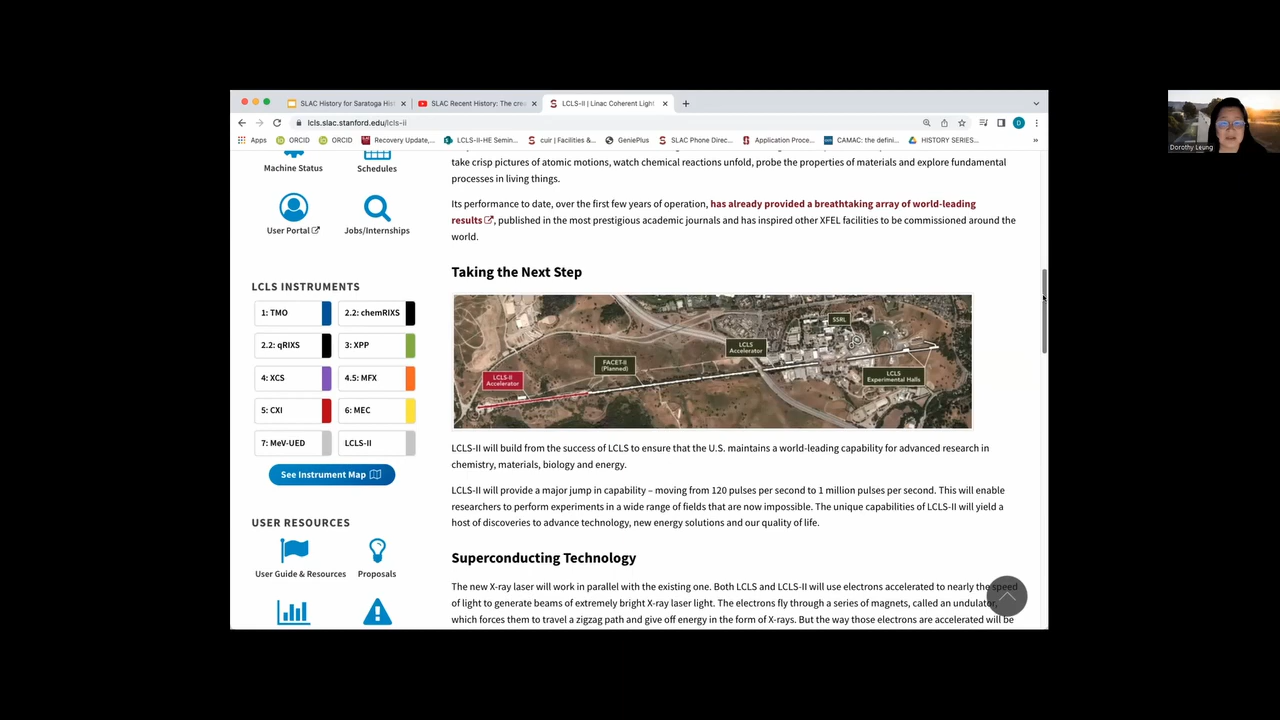 SLAC History for Saratoga His
SLAC Recent History: The cre
LCLS-II | Linac Coherent Light
lcls.slac.stanford.edu/lcls-ii
D
Apps
ORCID
ORCID
Recovery Update,...
LCLS-II-HE Semin...
cuir | Facilities &...
GeniePlus
SLAC Phone Direc...
Application Proce...
CAMAC: the defini...
HISTORY SERIES...
»
Dorothy Leung
Machine Status
Schedules
User Portal
Jobs/Internships
LCLS INSTRUMENTS
1: TMO
2.2: chemRIXS
2.2: qRIXS
3: XPP
4: XCS
4.5: MFX
5: CXI
6: MEC
7: MeV-UED
LCLS-II
See Instrument Map
USER RESOURCES
User Guide & Resources
Proposals
take crisp pictures of atomic motions, watch chemical reactions unfold, probe the properties of materials and explore fundamental
processes in living things.
Its performance to date, over the first few years of operation, has already provided a breathtaking array of world-leading
results, published in the most prestigious academic journals and has inspired other XFEL facilities to be commissioned around the
world.
Taking the Next Step
SSRL
LCLS
Accelerator
FACET-II
(Planned)
LCLS-II
Accelerator
LCLS
Experimental Halls
LCLS-II will build from the success of LCLS to ensure that the U.S. maintains a world-leading capability for advanced research in
chemistry, materials, biology and energy.
LCLS-II will provide a major jump in capability – moving from 120 pulses per second to 1 million pulses per second. This will enable
researchers to perform experiments in a wide range of fields that are now impossible. The unique capabilities of LCLS-II will yield a
host of discoveries to advance technology, new energy solutions and our quality of life.
Superconducting Technology
The new X-ray laser will work in parallel with the existing one. Both LCLS and LCLS-II will use electrons accelerated to nearly the speed
of light to generate beams of extremely bright X-ray laser light. The electrons fly through a series of magnets, called an undulator,
which forces them to travel a zigzag path and give off energy in the form of X-rays. But the way those electrons are accelerated will be